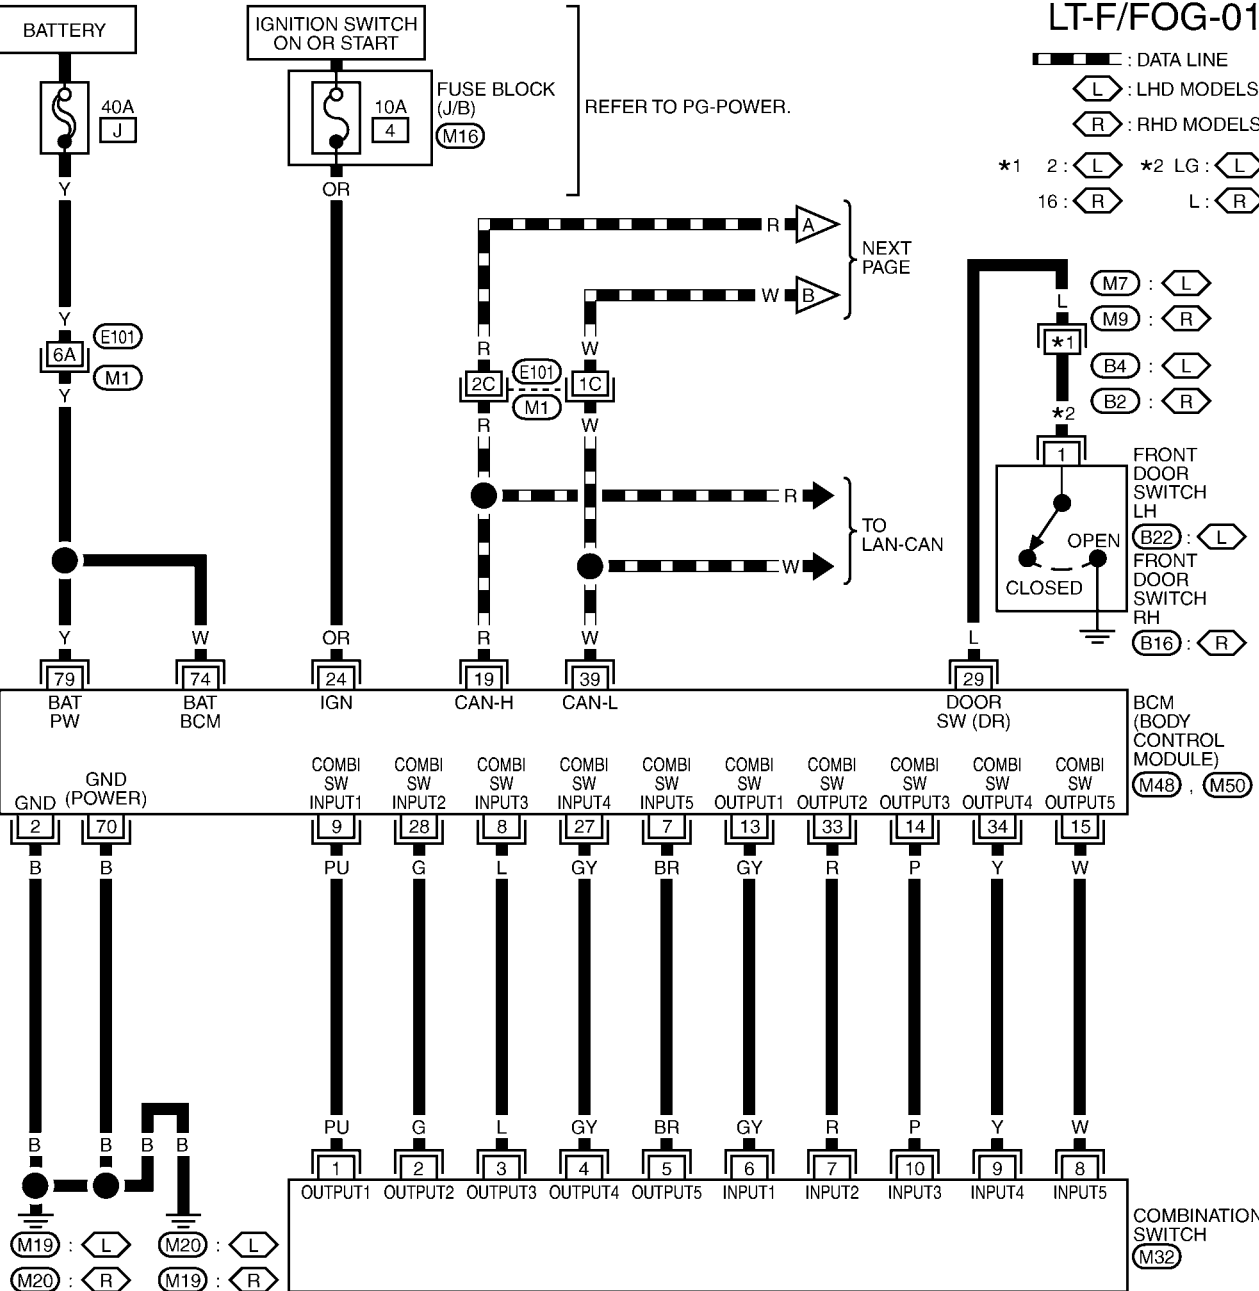 LT-F/FOG-01
BATTERY
IGNITION SWITCH
ON OR START
: DATA LINE
L : LHD MODELS
R : RHD MODELS
*1 2 : L *2 LG : L
16 : R L : R
40A
J
10A
4
FUSE BLOCK
(J/B)
M16
REFER TO PG-POWER.
Y
OR
R A
W B
NEXT
PAGE
Y
6A
E101
M1
Y
R
W
2C
E101
M1
1C
R
W
R
W
TO
LAN-CAN
L
*1
*2
1
M7 : L
M9 : R
B4 : L
B2 : R
OPEN
CLOSED
FRONT
DOOR
SWITCH
LH
B22 : L
FRONT
DOOR
SWITCH
RH
B16 : R
Y W OR R W L
79 74 24 19 39 29
BAT
PW
BAT
BCM
IGN
CAN-H
CAN-L
DOOR
SW (DR)
BCM
(BODY
CONTROL
MODULE)
M48 , M50
GND
GND
(POWER)
COMBI
SW
INPUT1
COMBI
SW
INPUT2
COMBI
SW
INPUT3
COMBI
SW
INPUT4
COMBI
SW
INPUT5
COMBI
SW
OUTPUT1
COMBI
SW
OUTPUT2
COMBI
SW
OUTPUT3
COMBI
SW
OUTPUT4
COMBI
SW
OUTPUT5
2 70 9 28 8 27 7 13 33 14 34 15
B B PU G L GY BR GY R P Y W
B B B B PU G L GY BR GY R P Y W
1 2 3 4 5 6 7 10 9 8
OUTPUT1 OUTPUT2 OUTPUT3 OUTPUT4 OUTPUT5 INPUT1 INPUT2 INPUT3 INPUT4 INPUT5
COMBINATION
SWITCH
M32
M19 : L M20 : L
M20 : R M19 : R